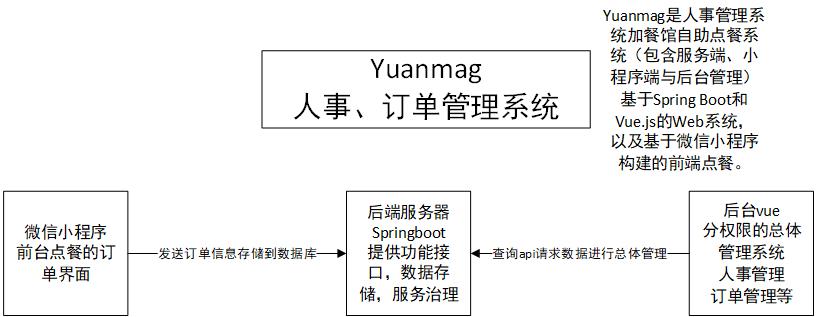 Yuanmag
人事、订单管理系统
Yuanmag是人事管理系
统加餐馆自助点餐系
统（包含服务端、小
程序端与后台管理）
基于Spring Boot和
Vue.js的Web系统，
以及基于微信小程序
构建的前端点餐。
微信小程序
前台点餐的订
单界面
发送订单信息存储到数据库
后端服务器
Springboot
提供功能接
口，数据存
储，服务治理
查询api请求数据进行总体管理
后台vue
分权限的总体
管理系统
人事管理
订单管理等